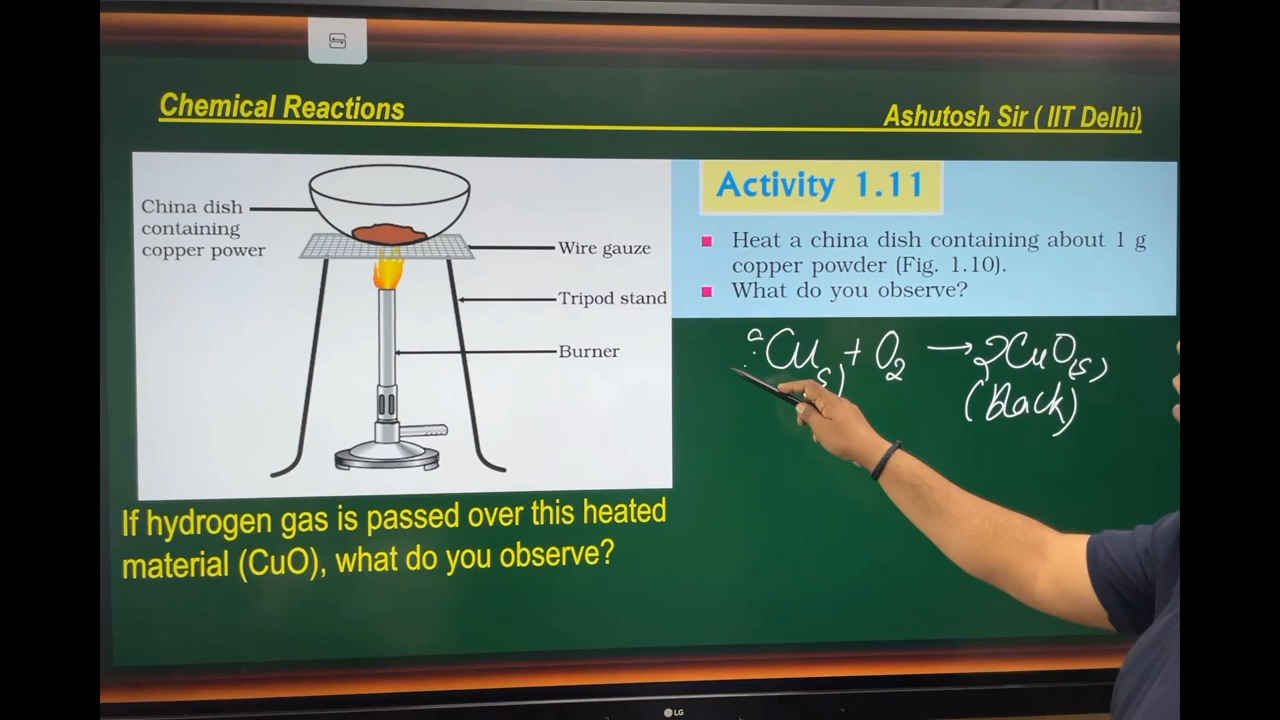 Chemical Reactions
Ashutosh Sir ( IIT Delhi)
China dish
containing
copper power
Wire gauze
Tripod stand
Burner
Activity 1.11
Heat a china dish containing about 1 g
copper powder (Fig. 1.10).
What do you observe?
Cu(s) + O2 → 2CuO(s)
(black)
If hydrogen gas is passed over this heated
material (CuO), what do you observe?
LG